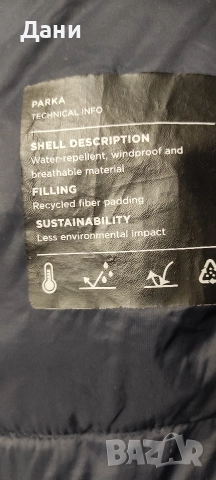 Дани
PARKA
TECHNICAL INFO
SHELL DESCRIPTION
Water-repellent, windproof and
breathable material
FILLING
Recycled fiber padding
SUSTAINABILITY
Less environmental impact
BAZAR